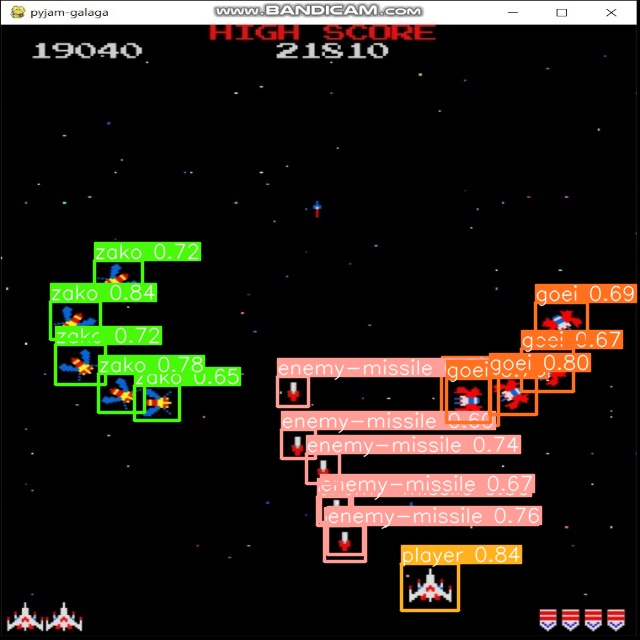 pyjam-galaga
www.BANDICAM.com
HIGH SCORE
19040 21810
zako 0.72
zako 0.84
goei 0.69
zako 0.72
goei 0.67
zako 0.78
goei 0.80
enemy-missile
goei
zako 0.65
enemy-missile
enemy-missile 0.74
enemy-missile 0.67
enemy-missile 0.76
player 0.84